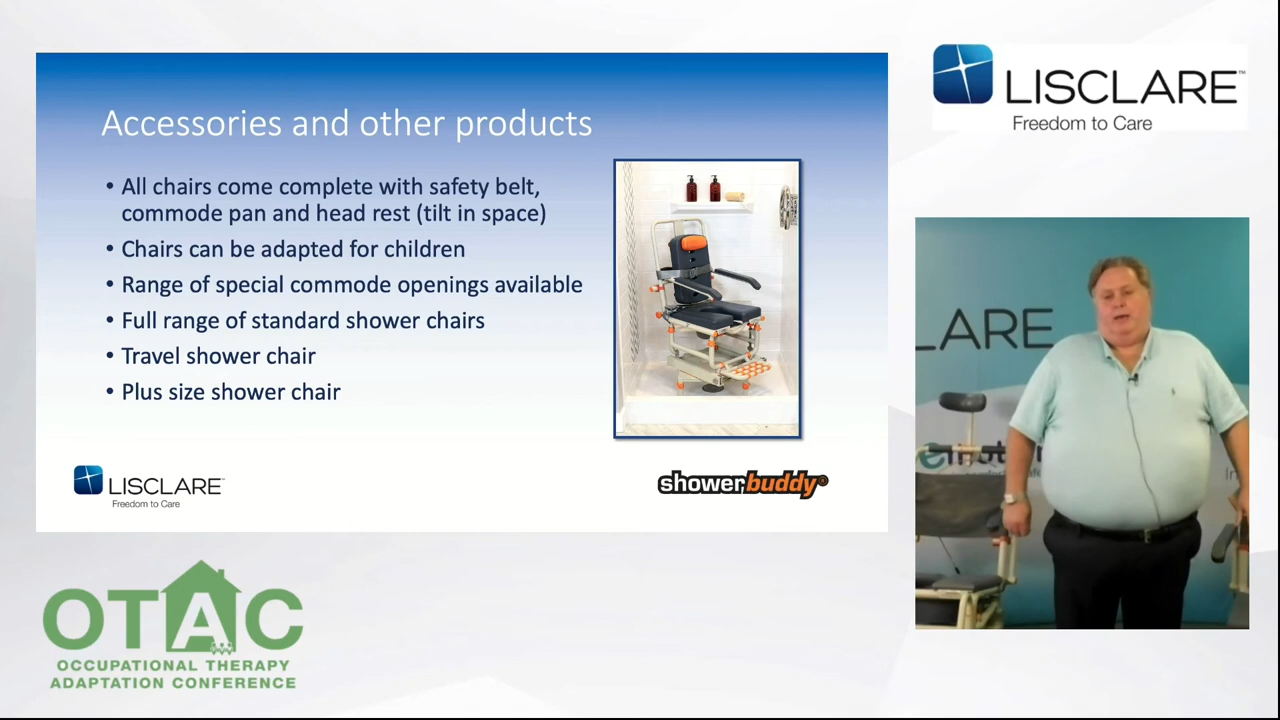 Accessories and other products
• All chairs come complete with safety belt,
commode pan and head rest (tilt in space)
• Chairs can be adapted for children
• Range of special commode openings available
• Full range of standard shower chairs
• Travel shower chair
• Plus size shower chair
LISCLARE
Freedom to Care
showerbuddy®
LISCLARE™
Freedom to Care
LARE
OTAC
OCCUPATIONAL THERAPY
ADAPTATION CONFERENCE